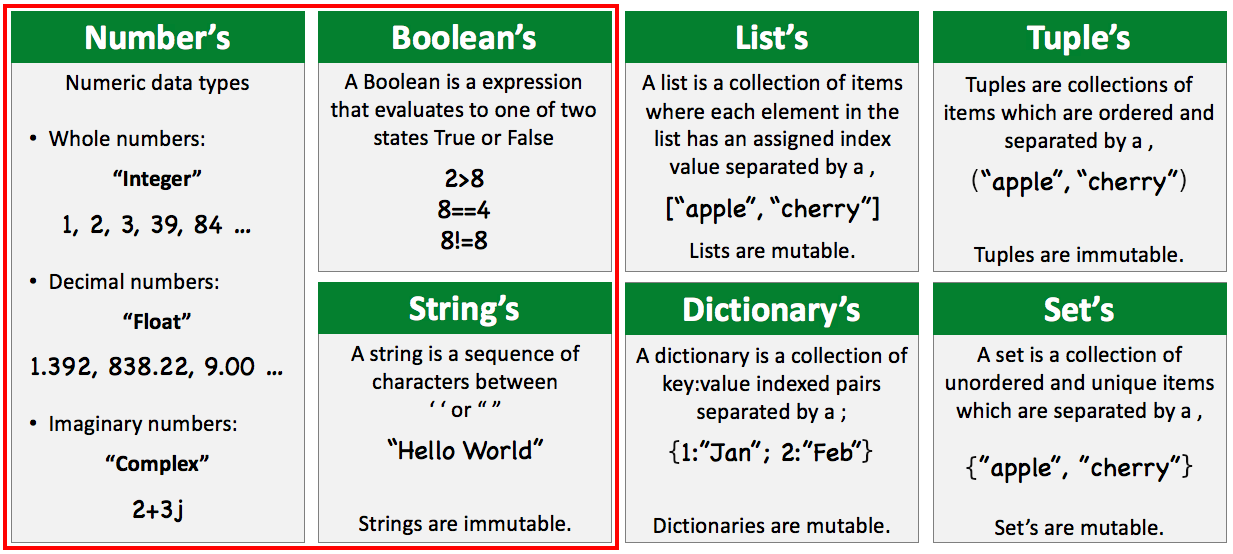 Number's
Numeric data types
• Whole numbers:
“Integer”
1, 2, 3, 39, 84 …
• Decimal numbers:
“Float”
1.392, 838.22, 9.00 …
• Imaginary numbers:
“Complex”
2+3j
Boolean's
A Boolean is a expression
that evaluates to one of two
states True or False
2>8
8==4
8!=8
String's
A string is a sequence of
characters between
‘ ‘ or “ ”
“Hello World”
Strings are immutable.
List's
A list is a collection of items
where each element in the
list has an assigned index
value separated by a ,
[“apple”, “cherry”]
Lists are mutable.
Dictionary's
A dictionary is a collection of
key:value indexed pairs
separated by a ;
{1:”Jan”; 2:”Feb”}
Dictionaries are mutable.
Tuple's
Tuples are collections of
items which are ordered and
separated by a ,
(“apple”, “cherry”)
Tuples are immutable.
Set's
A set is a collection of
unordered and unique items
which are separated by a ,
{”apple”, ”cherry”}
Set's are mutable.